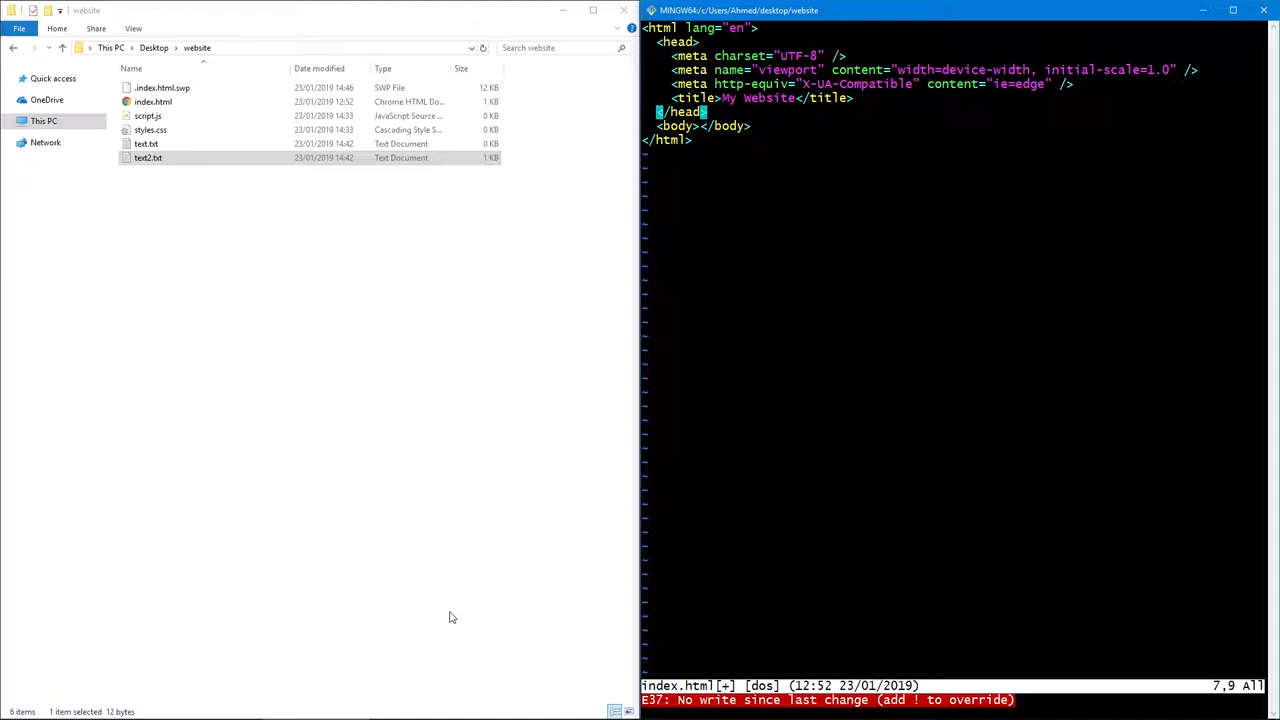 website
File
Home
Share
View
This PC
Desktop
website
Search website
Name
Date modified
Type
Size
Quick access
OneDrive
This PC
Network
.index.html.swp 23/01/2019 14:46 SWP File 12 KB
index.html 23/01/2019 12:52 Chrome HTML Do... 1 KB
script.js 23/01/2019 14:33 JavaScript Source ... 0 KB
styles.css 23/01/2019 14:33 Cascading Style S... 0 KB
text.txt 23/01/2019 14:42 Text Document 0 KB
text2.txt 23/01/2019 14:42 Text Document 1 KB
6 items 1 item selected 12 bytes
MINGW64:/c/Users/Ahmed/desktop/website
<html lang="en">
<head>
<meta charset="UTF-8" />
<meta name="viewport" content="width=device-width, initial-scale=1.0" />
<meta http-equiv="X-UA-Compatible" content="ie=edge" />
<title>My Website</title>
</head>
<body></body>
</html>
index.html[+] [dos] (12:52 23/01/2019) 7,9 All
E37: No write since last change (add ! to override)